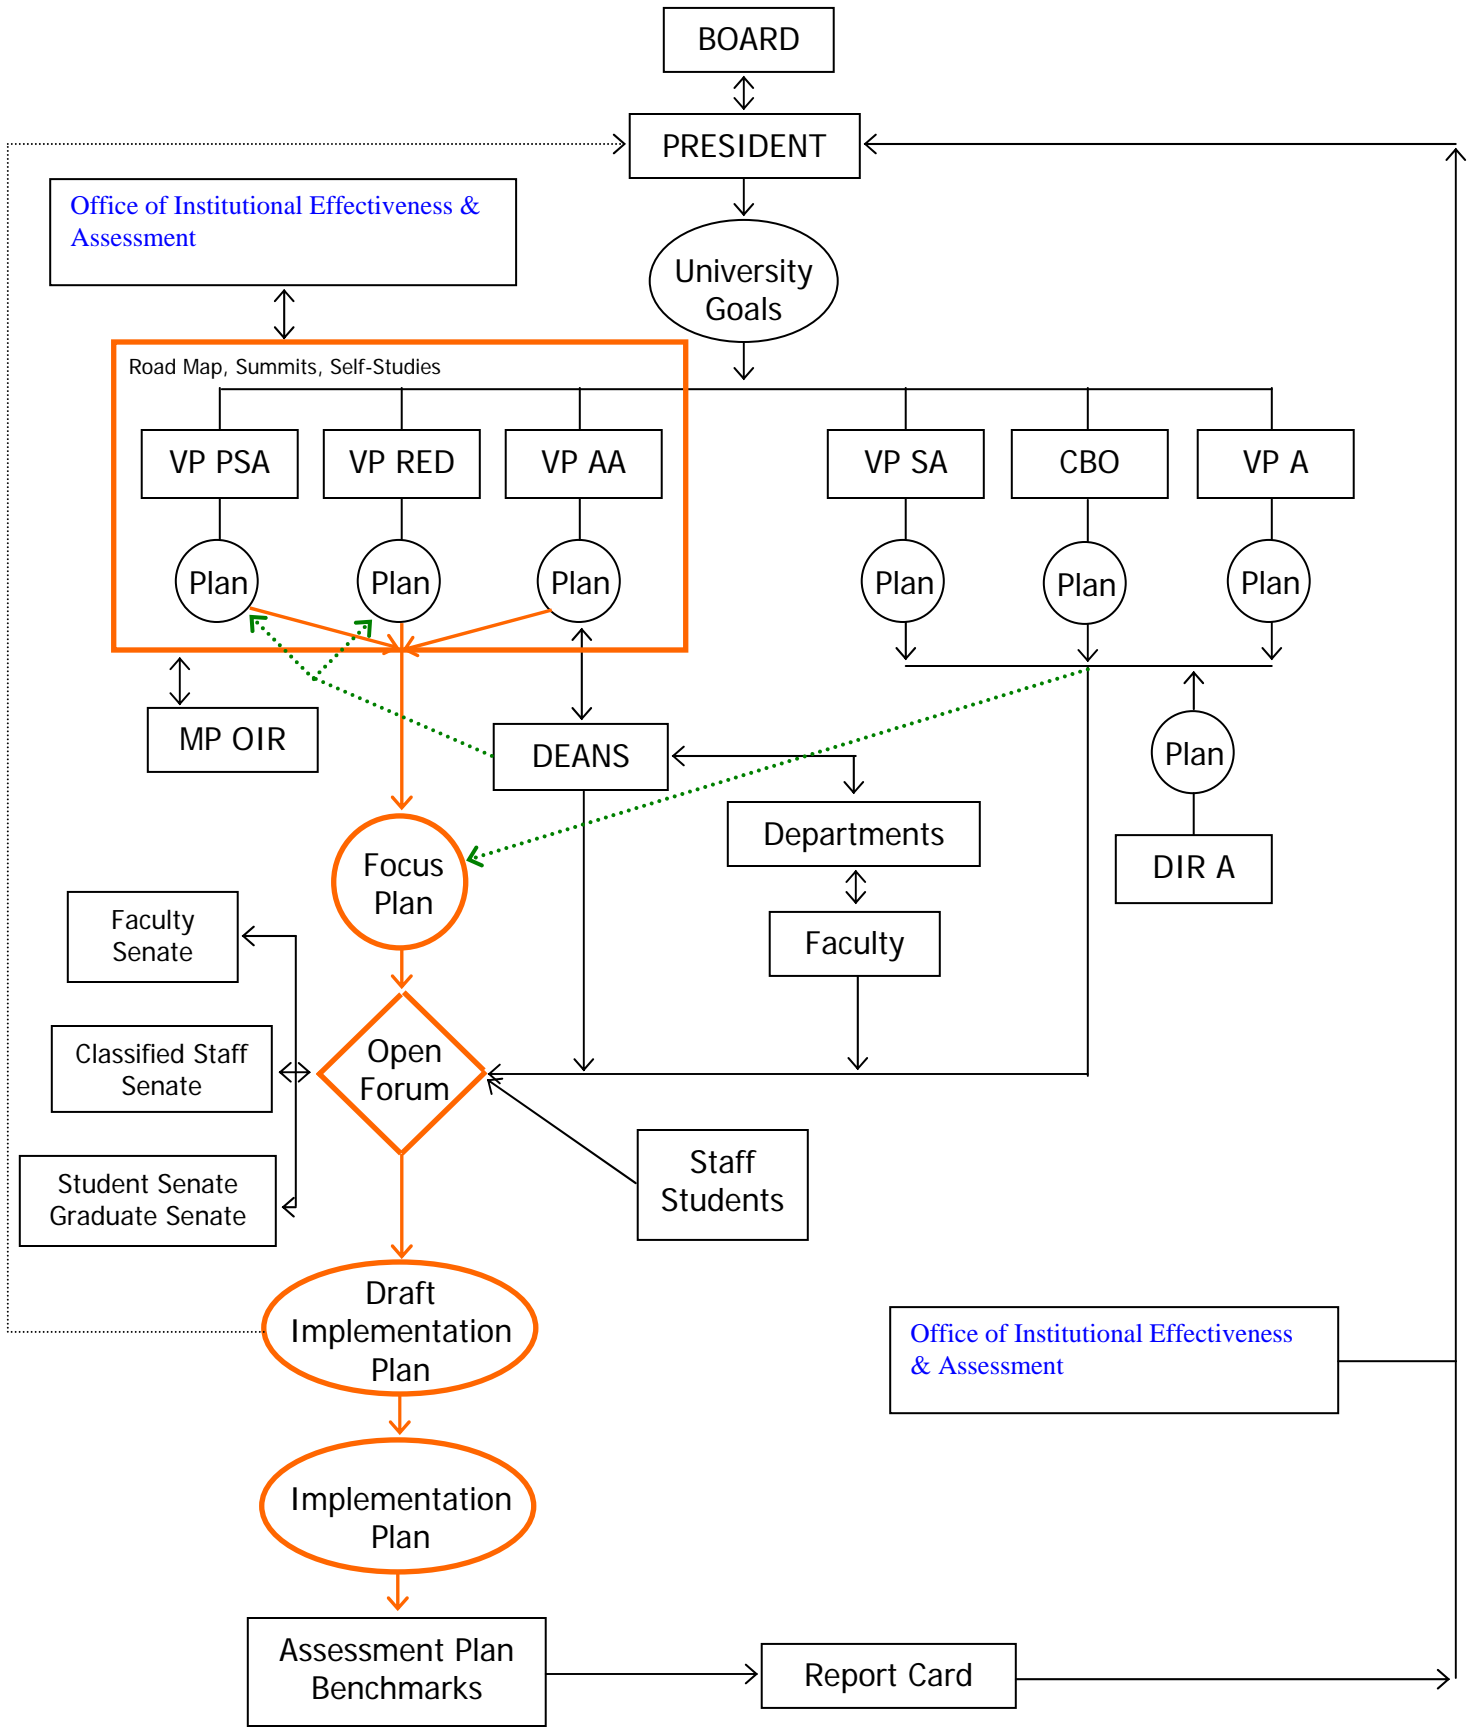 BOARD
PRESIDENT
Office of Institutional Effectiveness &
Assessment
University
Goals
Road Map, Summits, Self-Studies
VP PSA
VP RED
VP AA
VP SA
CBO
VP A
Plan
Plan
Plan
Plan
Plan
Plan
MP OIR
DEANS
Plan
Departments
DIR A
Focus
Plan
Faculty
Senate
Faculty
Classified Staff
Senate
Open
Forum
Student Senate
Graduate Senate
Staff
Students
Draft
Implementation
Plan
Office of Institutional Effectiveness
& Assessment
Implementation
Plan
Assessment Plan
Benchmarks
Report Card